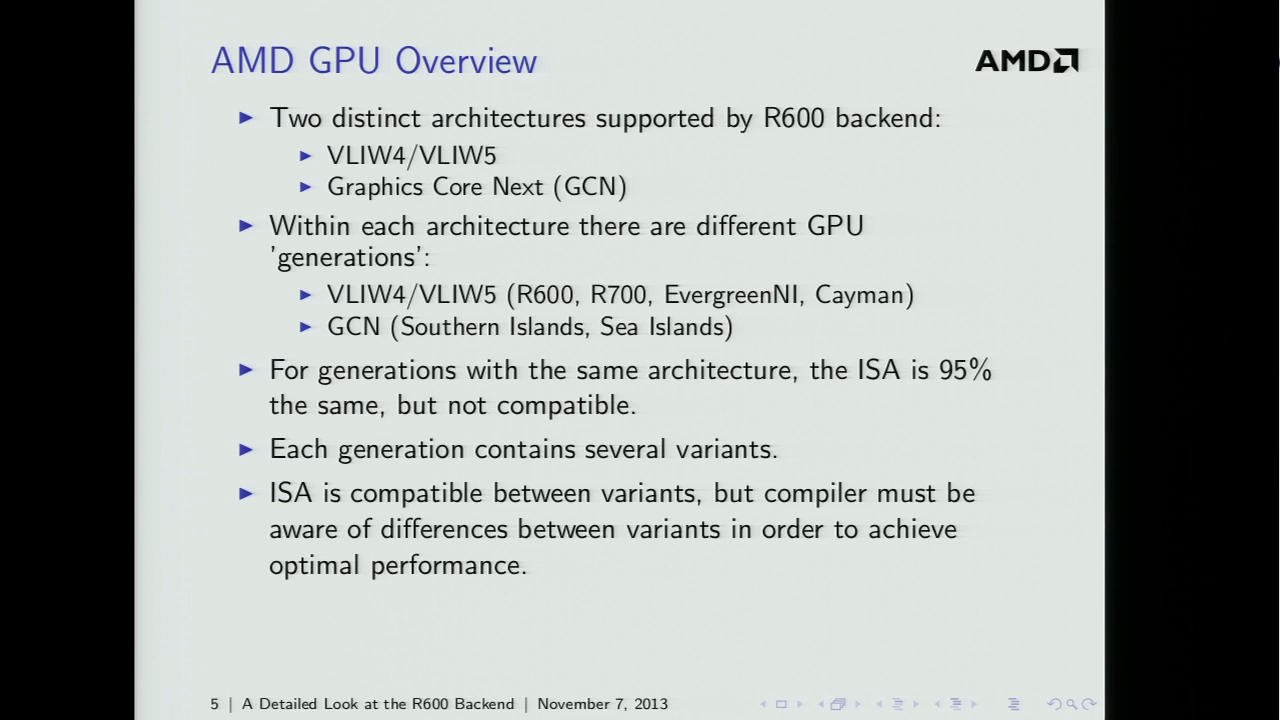 AMD GPU Overview
AMD
Two distinct architectures supported by R600 backend:
VLIW4/VLIW5
Graphics Core Next (GCN)
Within each architecture there are different GPU
'generations':
VLIW4/VLIW5 (R600, R700, EvergreenNI, Cayman)
GCN (Southern Islands, Sea Islands)
For generations with the same architecture, the ISA is 95%
the same, but not compatible.
Each generation contains several variants.
ISA is compatible between variants, but compiler must be
aware of differences between variants in order to achieve
optimal performance.
5 | A Detailed Look at the R600 Backend | November 7, 2013